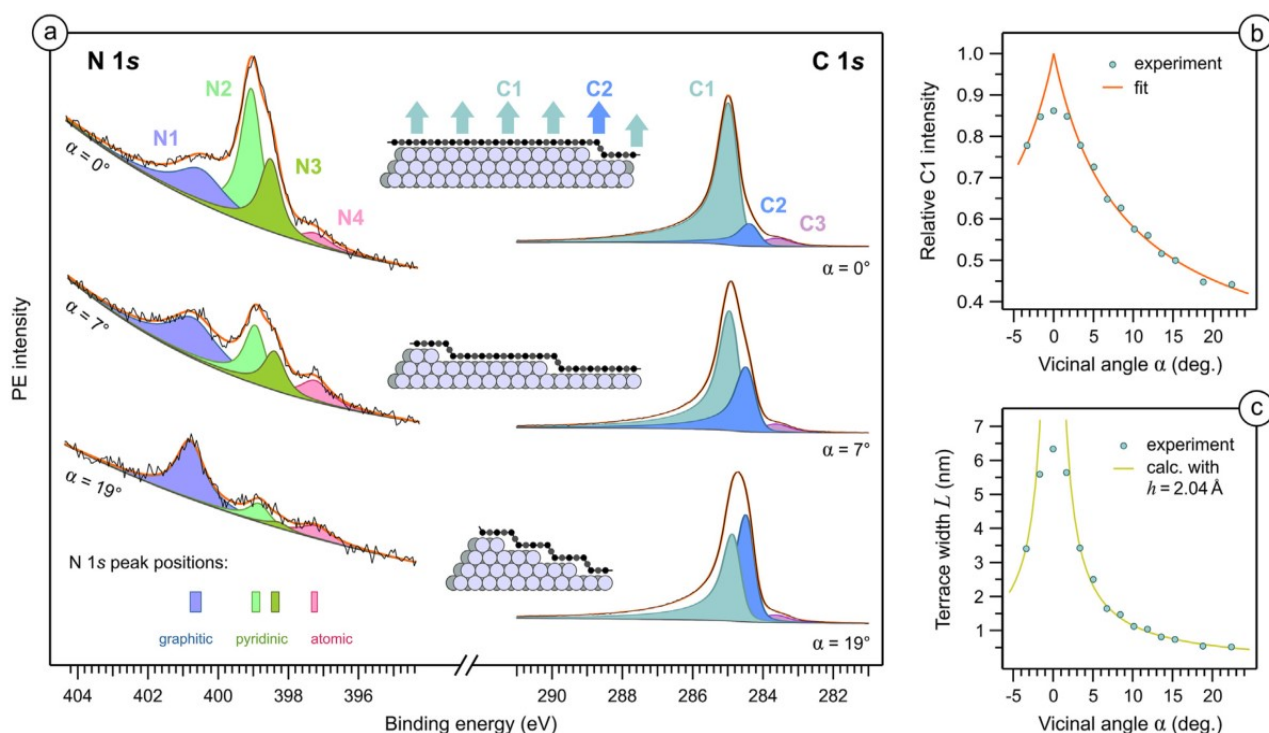 a
N 1s
C 1s
N2
N1
N3
N4
α = 0°
C1
C2
C1
C2
C3
α = 0°
α = 7°
α = 7°
α = 19°
α = 19°
N 1s peak positions:
graphitic
pyridinic
atomic
PE intensity
404
402
400
398
396
290
288
286
284
282
Binding energy (eV)
b
1.0
0.9
0.8
0.7
0.6
0.5
0.4
Relative C1 intensity
experiment
fit
-5
0
5
10
15
20
Vicinal angle α (deg.)
c
7
6
5
4
3
2
1
Terrace width L (nm)
experiment
calc. with
h = 2.04 Å
-5
0
5
10
15
20
Vicinal angle α (deg.)